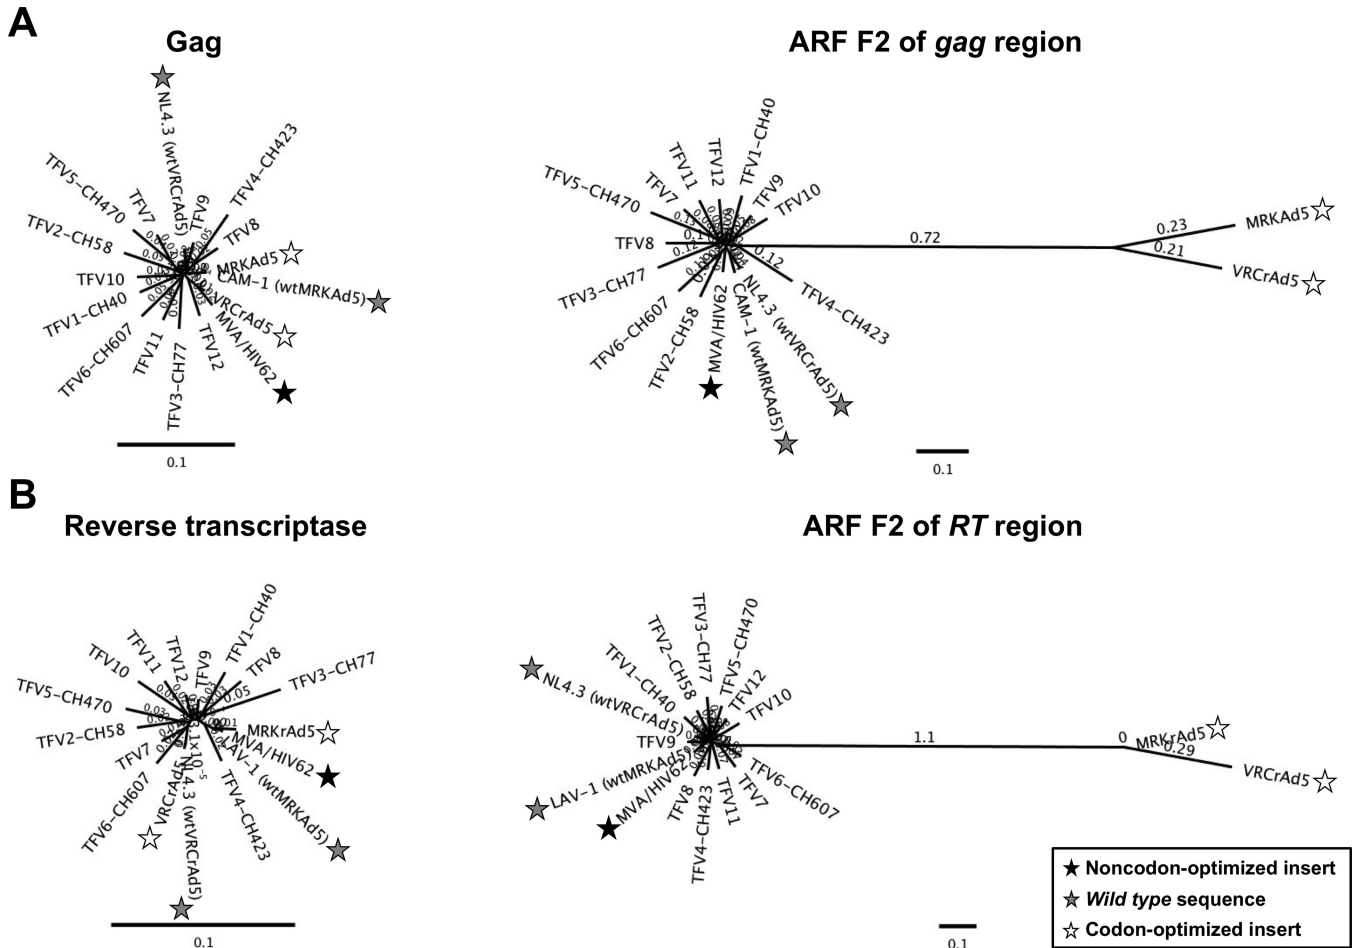 A
Gag
ARF F2 of gag region
NL4.3 (wtVRCrAd5)
TFV9
TFV4-CH423
TFV8
MRKAd5
CAM-1 (wtMRKAd5)
VRCrAd5
MVA/HIV62
TFV12
TFV3-CH77
TFV11
TFV6-CH607
TFV1-CH40
TFV10
TFV2-CH58
TFV5-CH470
TFV7
0.1
TFV5-CH470
TFV7
TFV11
TFV12
TFV1-CH40
TFV9
TFV10
TFV8
TFV3-CH77
TFV6-CH607
TFV2-CH58
MVA/HIV62
CAM-1 (wtMRKAd5)
NL4.3 (wtVRCrAd5)
TFV4-CH423
0.12
0.72
0.23
MRKAd5
0.21
VRCrAd5
0.1
B
Reverse transcriptase
ARF F2 of RT region
TFV10
TFV11
TFV12
TFV9
TFV1-CH40
TFV8
TFV3-CH77
0.05
TFV5-CH470
TFV2-CH58
TFV7
TFV6-CH607
VRCrAd5
NL4.3 (wtVRCrAd5)
TFV4-CH423
LAV-1 (wtMRKAd5)
MVA/HIV62
MRKrAd5
0.1
NL4.3 (wtVRCrAd5)
TFV1-CH40
TFV2-CH58
TFV3-CH77
TFV5-CH470
TFV12
TFV10
TFV9
LAV-1 (wtMRKAd5)
MVA/HIV62
TFV8
TFV4-CH423
TFV11
TFV7
TFV6-CH607
1.1
0
MRKrAd5
0.29
VRCrAd5
0.1
Noncodon-optimized insert
Wild type sequence
Codon-optimized insert